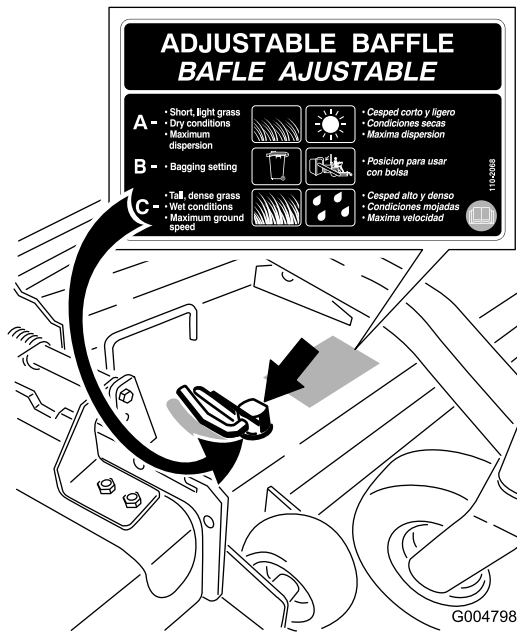 ADJUSTABLE BAFFLE
BAFLE AJUSTABLE
A - • Short, light grass
• Dry conditions
• Maximum
dispersion
• Cesped corto y ligero
• Condiciones secas
• Maxima dispersion
B - • Bagging setting
• Posicion para usar
con bolsa
C - • Tall, dense grass
• Wet conditions
• Maximum ground
speed
• Cesped alto y denso
• Condiciones mojadas
• Maxima velocidad
110-2068
G004798